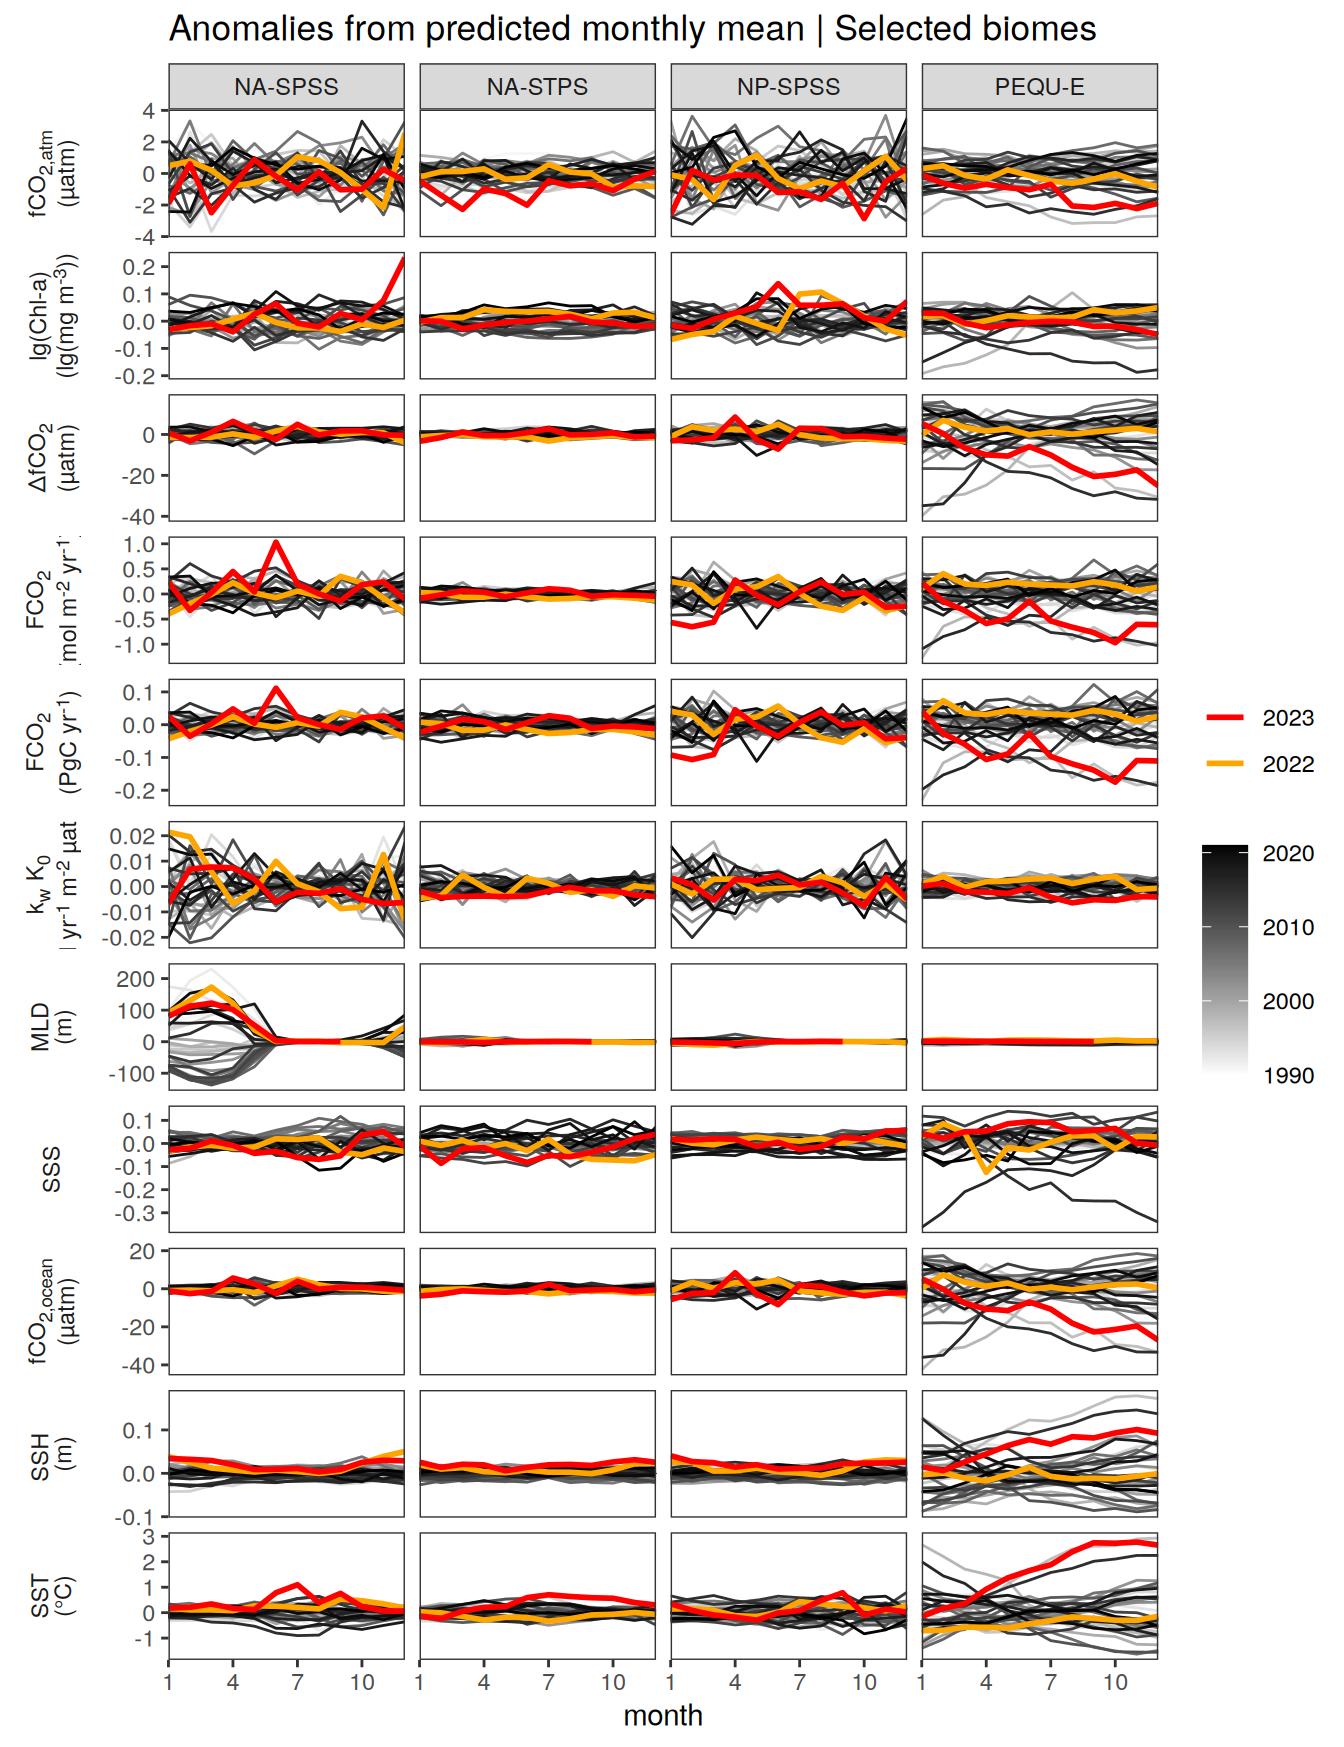 Anomalies from predicted monthly mean | Selected biomes
NA-SPSS NA-STPS NP-SPSS PEQU-E
fCO2,atm
(µatm)
4
2
0
-2
-4
lg(Chl-a)
(lg(mg m-3))
0.2
0.1
0.0
-0.1
-0.2
ΔfCO2
(µatm)
0
-20
-40
FCO2
(mol m-2 yr-1
1.0
0.5
0.0
-0.5
-1.0
FCO2
(PgC yr-1)
0.1
0.0
-0.1
-0.2
kw K0
yr-1 m-2 µat
0.02
0.01
0.00
-0.01
-0.02
MLD
(m)
200
100
0
-100
SSS
0.1
0.0
-0.1
-0.2
-0.3
fCO2,ocean
(µatm)
20
0
-20
-40
SSH
(m)
0.1
0.0
-0.1
SST
(°C)
3
2
1
0
-1
1 4 7 10 1 4 7 10 1 4 7 10 1 4 7 10
month
2023
2022
2020
2010
2000
1990